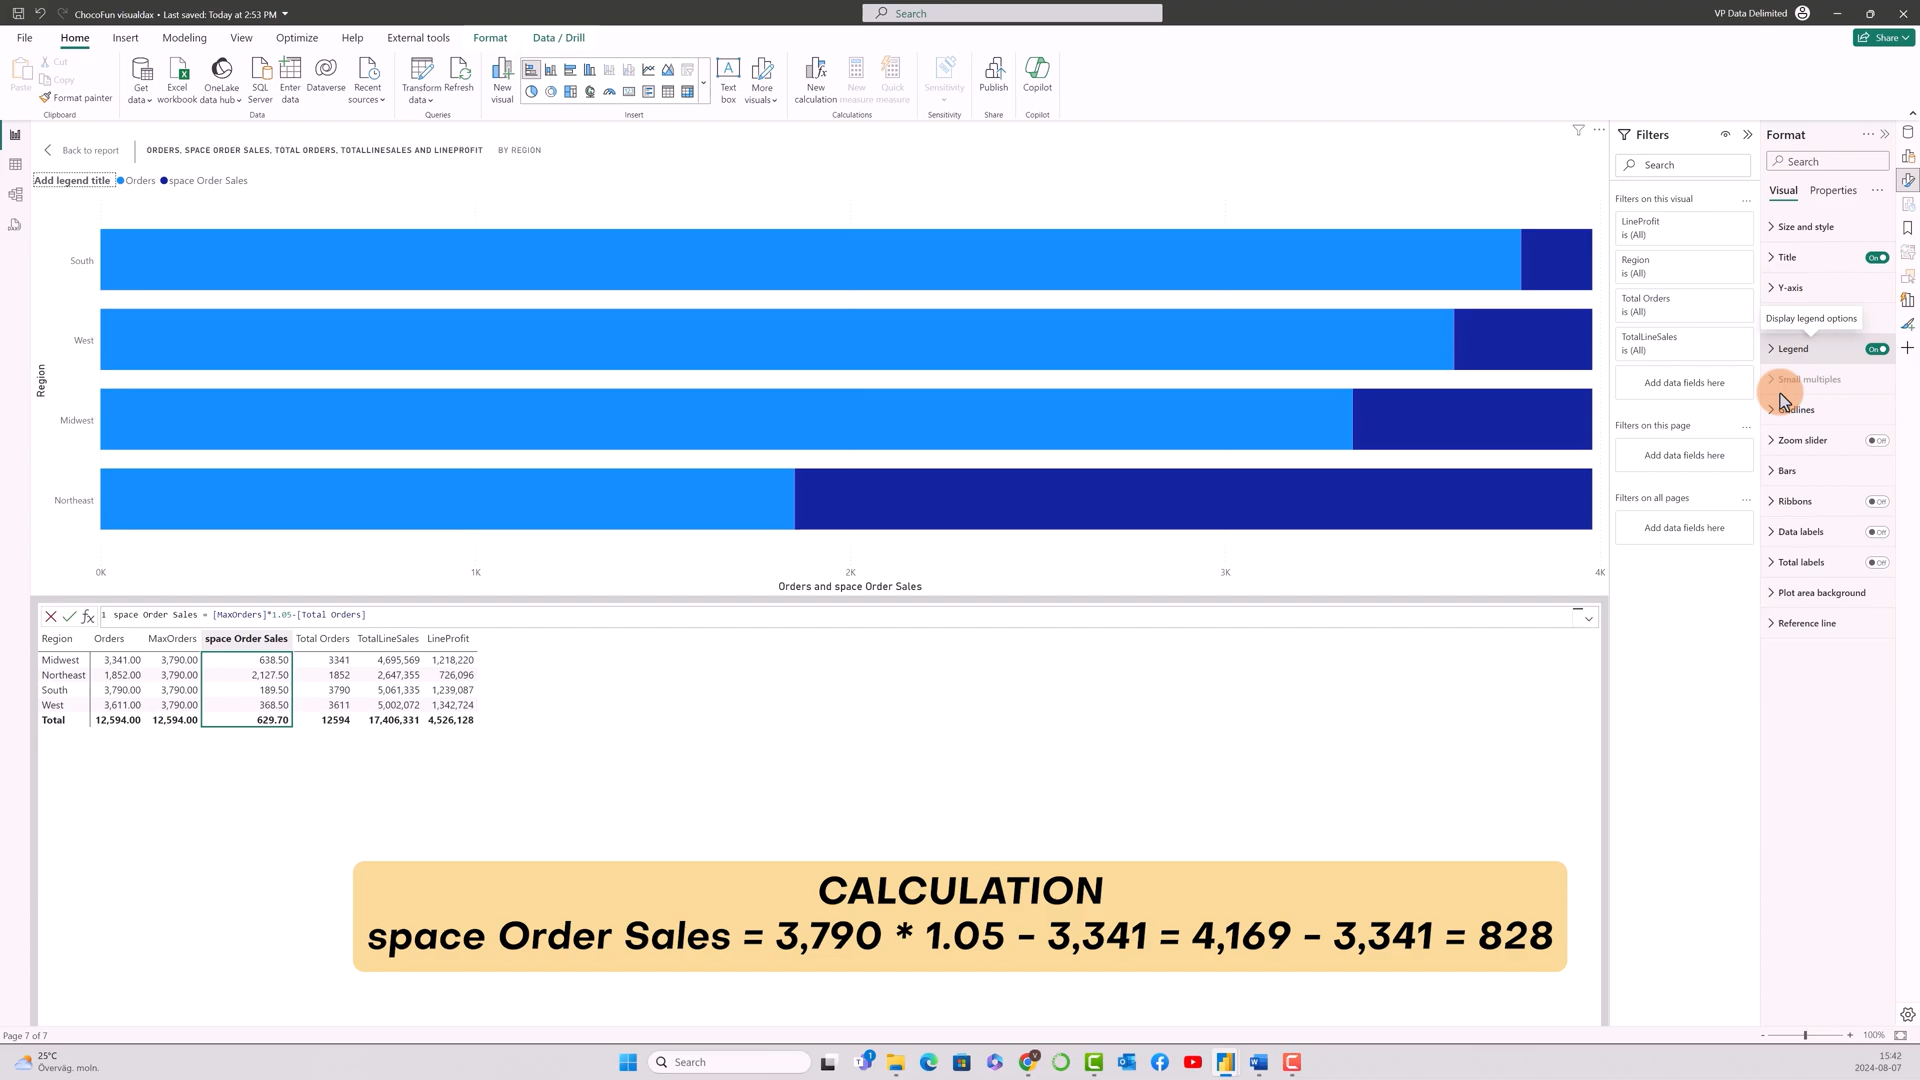 ChocoFun visualdax • Last saved: Today at 2:53 PM
Search
VP Data Delimited
File
Home
Insert
Modeling
View
Optimize
Help
External tools
Format
Data / Drill
Share
Paste
Cut
Copy
Format painter
Get data
Excel workbook
OneLake data hub
SQL Server
Enter data
Dataverse
Recent sources
Transform data
Refresh
New visual
Text box
More visuals
New calculation
New measure
Quick measure
Sensitivity
Publish
Copilot
Clipboard
Data
Queries
Insert
Calculations
Sensitivity
Share
Copilot
Back to report
ORDERS, SPACE ORDER SALES, TOTAL ORDERS, TOTALLINESALES AND LINEPROFIT
BY REGION
Add legend title
Orders
space Order Sales
South
West
Midwest
Northeast
Region
0K
1K
2K
3K
4K
Orders and space Order Sales
1 space Order Sales = [MaxOrders]*1.05-[Total Orders]
Region Orders MaxOrders space Order Sales Total Orders TotalLineSales LineProfit
Midwest 3,341.00 3,790.00 638.50 3341 4,695,569 1,218,220
Northeast 1,852.00 3,790.00 2,127.50 1852 2,647,355 726,096
South 3,790.00 3,790.00 189.50 3790 5,061,335 1,239,087
West 3,611.00 3,790.00 368.50 3611 5,002,072 1,342,724
Total 12,594.00 12,594.00 629.70 12594 17,406,331 4,526,128
CALCULATION
space Order Sales = 3,790 * 1.05 - 3,341 = 4,169 - 3,341 = 828
Filters
Search
Filters on this visual
LineProfit
is (All)
Region
is (All)
Total Orders
is (All)
TotalLineSales
is (All)
Add data fields here
Filters on this page
Add data fields here
Filters on all pages
Add data fields here
Format
Search
Visual
Properties
Size and style
Title On
Y-axis
Display legend options
Legend On
Small multiples
Zoom slider Off
Bars
Ribbons Off
Data labels Off
Total labels Off
Plot area background
Reference line
Page 7 of 7
100%
25°C
Överväg. moln.
Search
15:42
2024-08-07